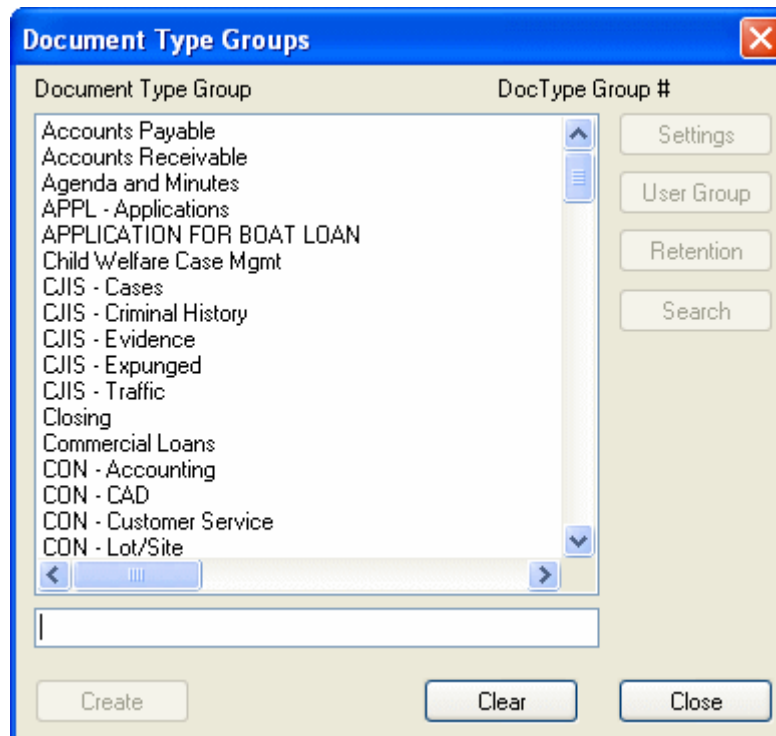 Document Type Groups
Document Type Group DocType Group #
Accounts Payable
Accounts Receivable
Agenda and Minutes
APPL - Applications
APPLICATION FOR BOAT LOAN
Child Welfare Case Mgmt
CJIS - Cases
CJIS - Criminal History
CJIS - Evidence
CJIS - Expunged
CJIS - Traffic
Closing
Commercial Loans
CON - Accounting
CON - CAD
CON - Customer Service
CON - Lot/Site
Settings
User Group
Retention
Search
Create Clear Close